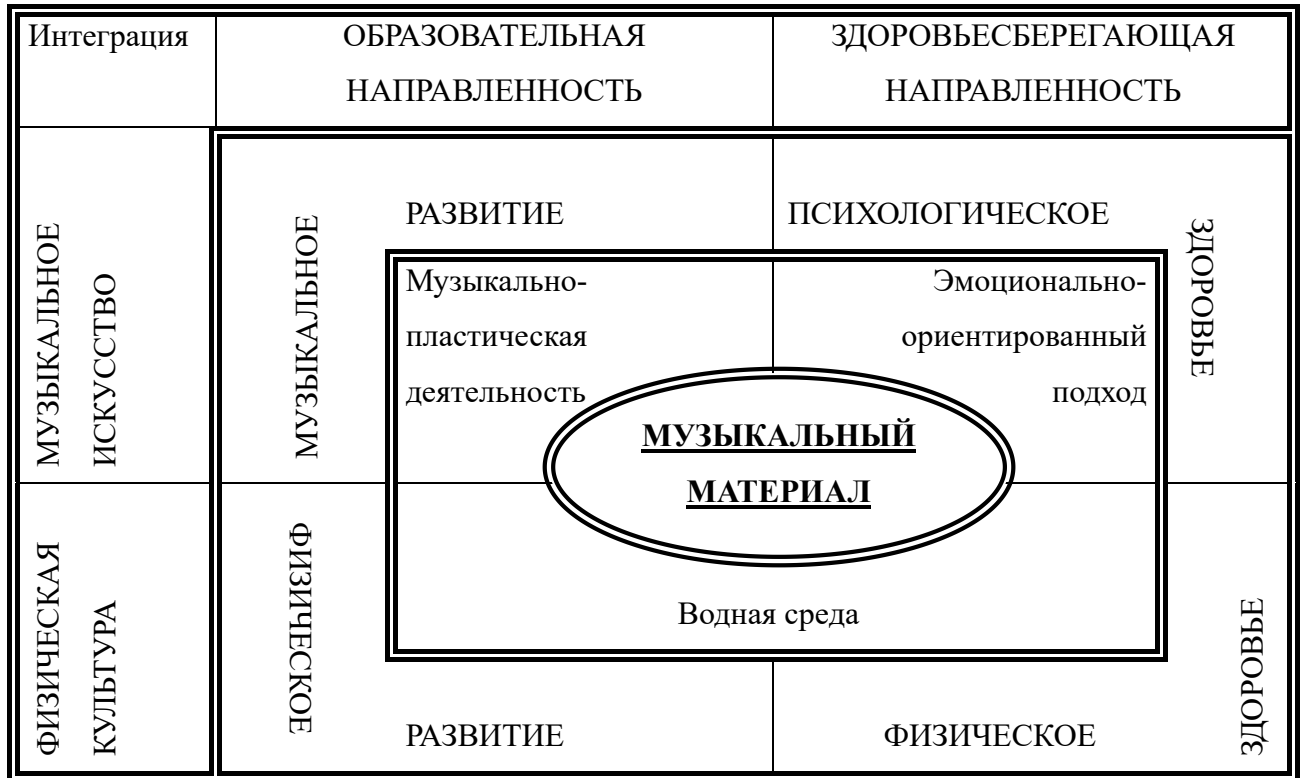 Интеграция
ОБРАЗОВАТЕЛЬНАЯ
НАПРАВЛЕННОСТЬ
ЗДОРОВЬЕСБЕРЕГАЮЩАЯ
НАПРАВЛЕННОСТЬ
МУЗЫКАЛЬНОЕ
ИСКУССТВО
МУЗЫКАЛЬНОЕ
РАЗВИТИЕ
ПСИХОЛОГИЧЕСКОЕ
ЗДОРОВЬЕ
Музыкально-
пластическая
деятельность
Эмоционально-
ориентированный
подход
МУЗЫКАЛЬНЫЙ
МАТЕРИАЛ
ФИЗИЧЕСКАЯ
КУЛЬТУРА
ФИЗИЧЕСКОЕ
РАЗВИТИЕ
Водная среда
ФИЗИЧЕСКОЕ
ЗДОРОВЬЕ